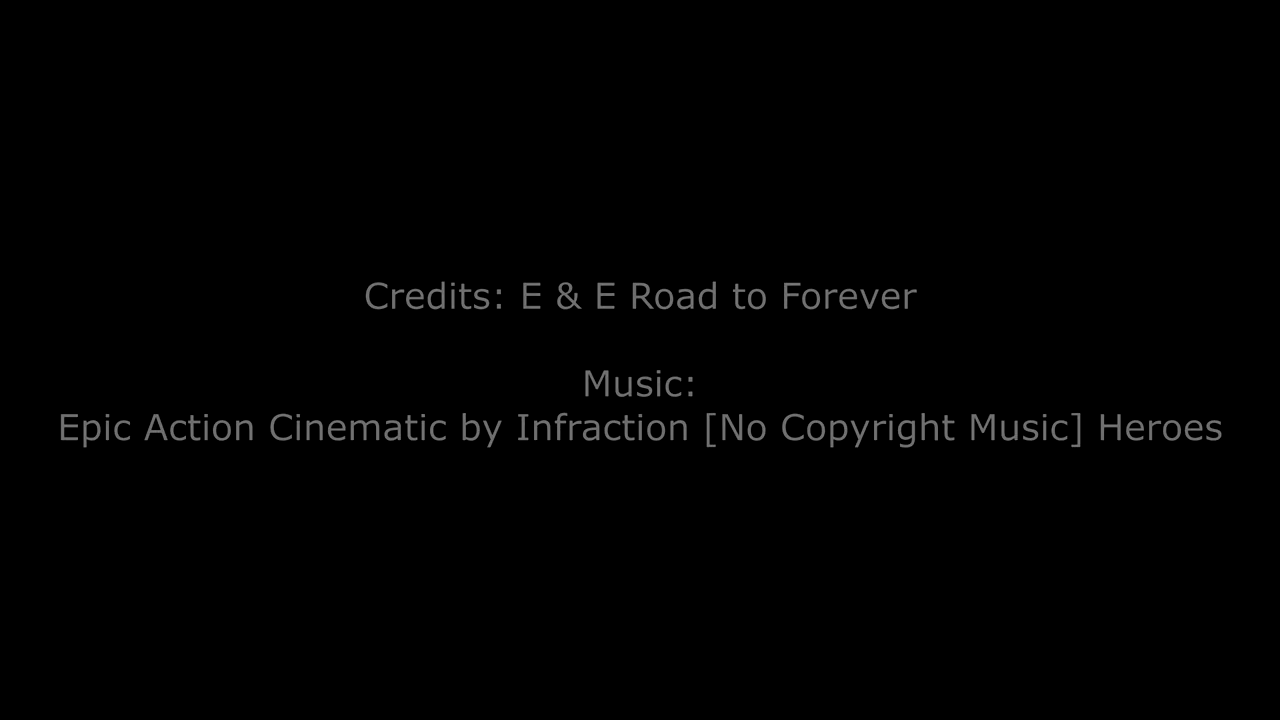 Credits: E & E Road to Forever
Music:
Epic Action Cinematic by Infraction [No Copyright Music] Heroes